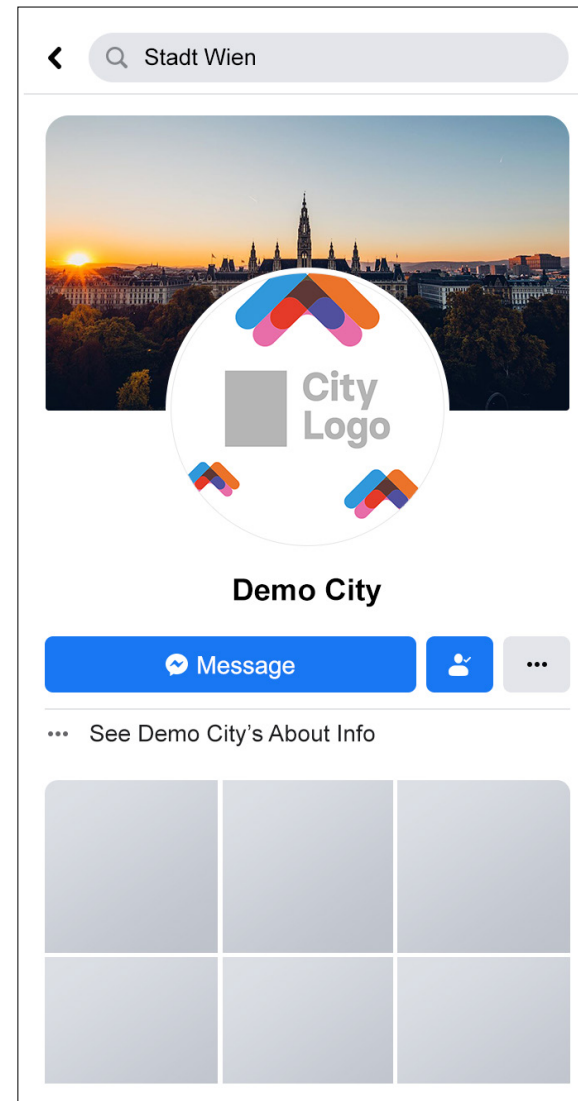 Stadt Wien
City
Logo
Demo City
Message
See Demo City’s About Info